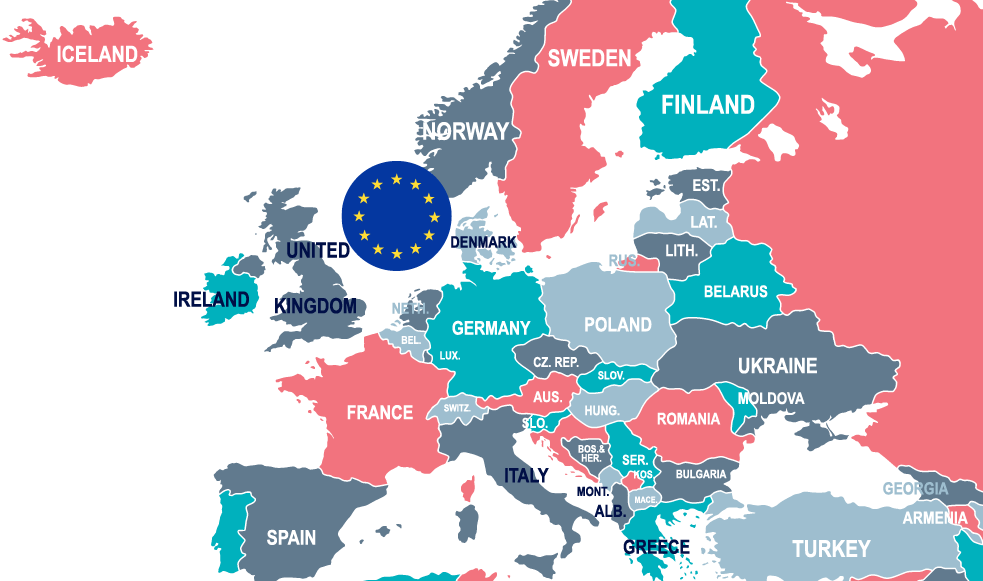 ICELAND
SWEDEN
FINLAND
NORWAY
EST.
LAT.
DENMARK
UNITED
LITH.
RUS.
BELARUS
IRELAND
KINGDOM
NETH.
GERMANY
POLAND
BEL.
LUX.
CZ. REP.
UKRAINE
SLOV.
AUS.
MOLDOVA
FRANCE
SWITZ.
HUNG.
ROMANIA
SLO.
BOS.&
HER.
SER.
KOS.
BULGARIA
ITALY
MONT.
GEORGIA
MACE.
ALB.
ARMENIA
SPAIN
GREECE
TURKEY